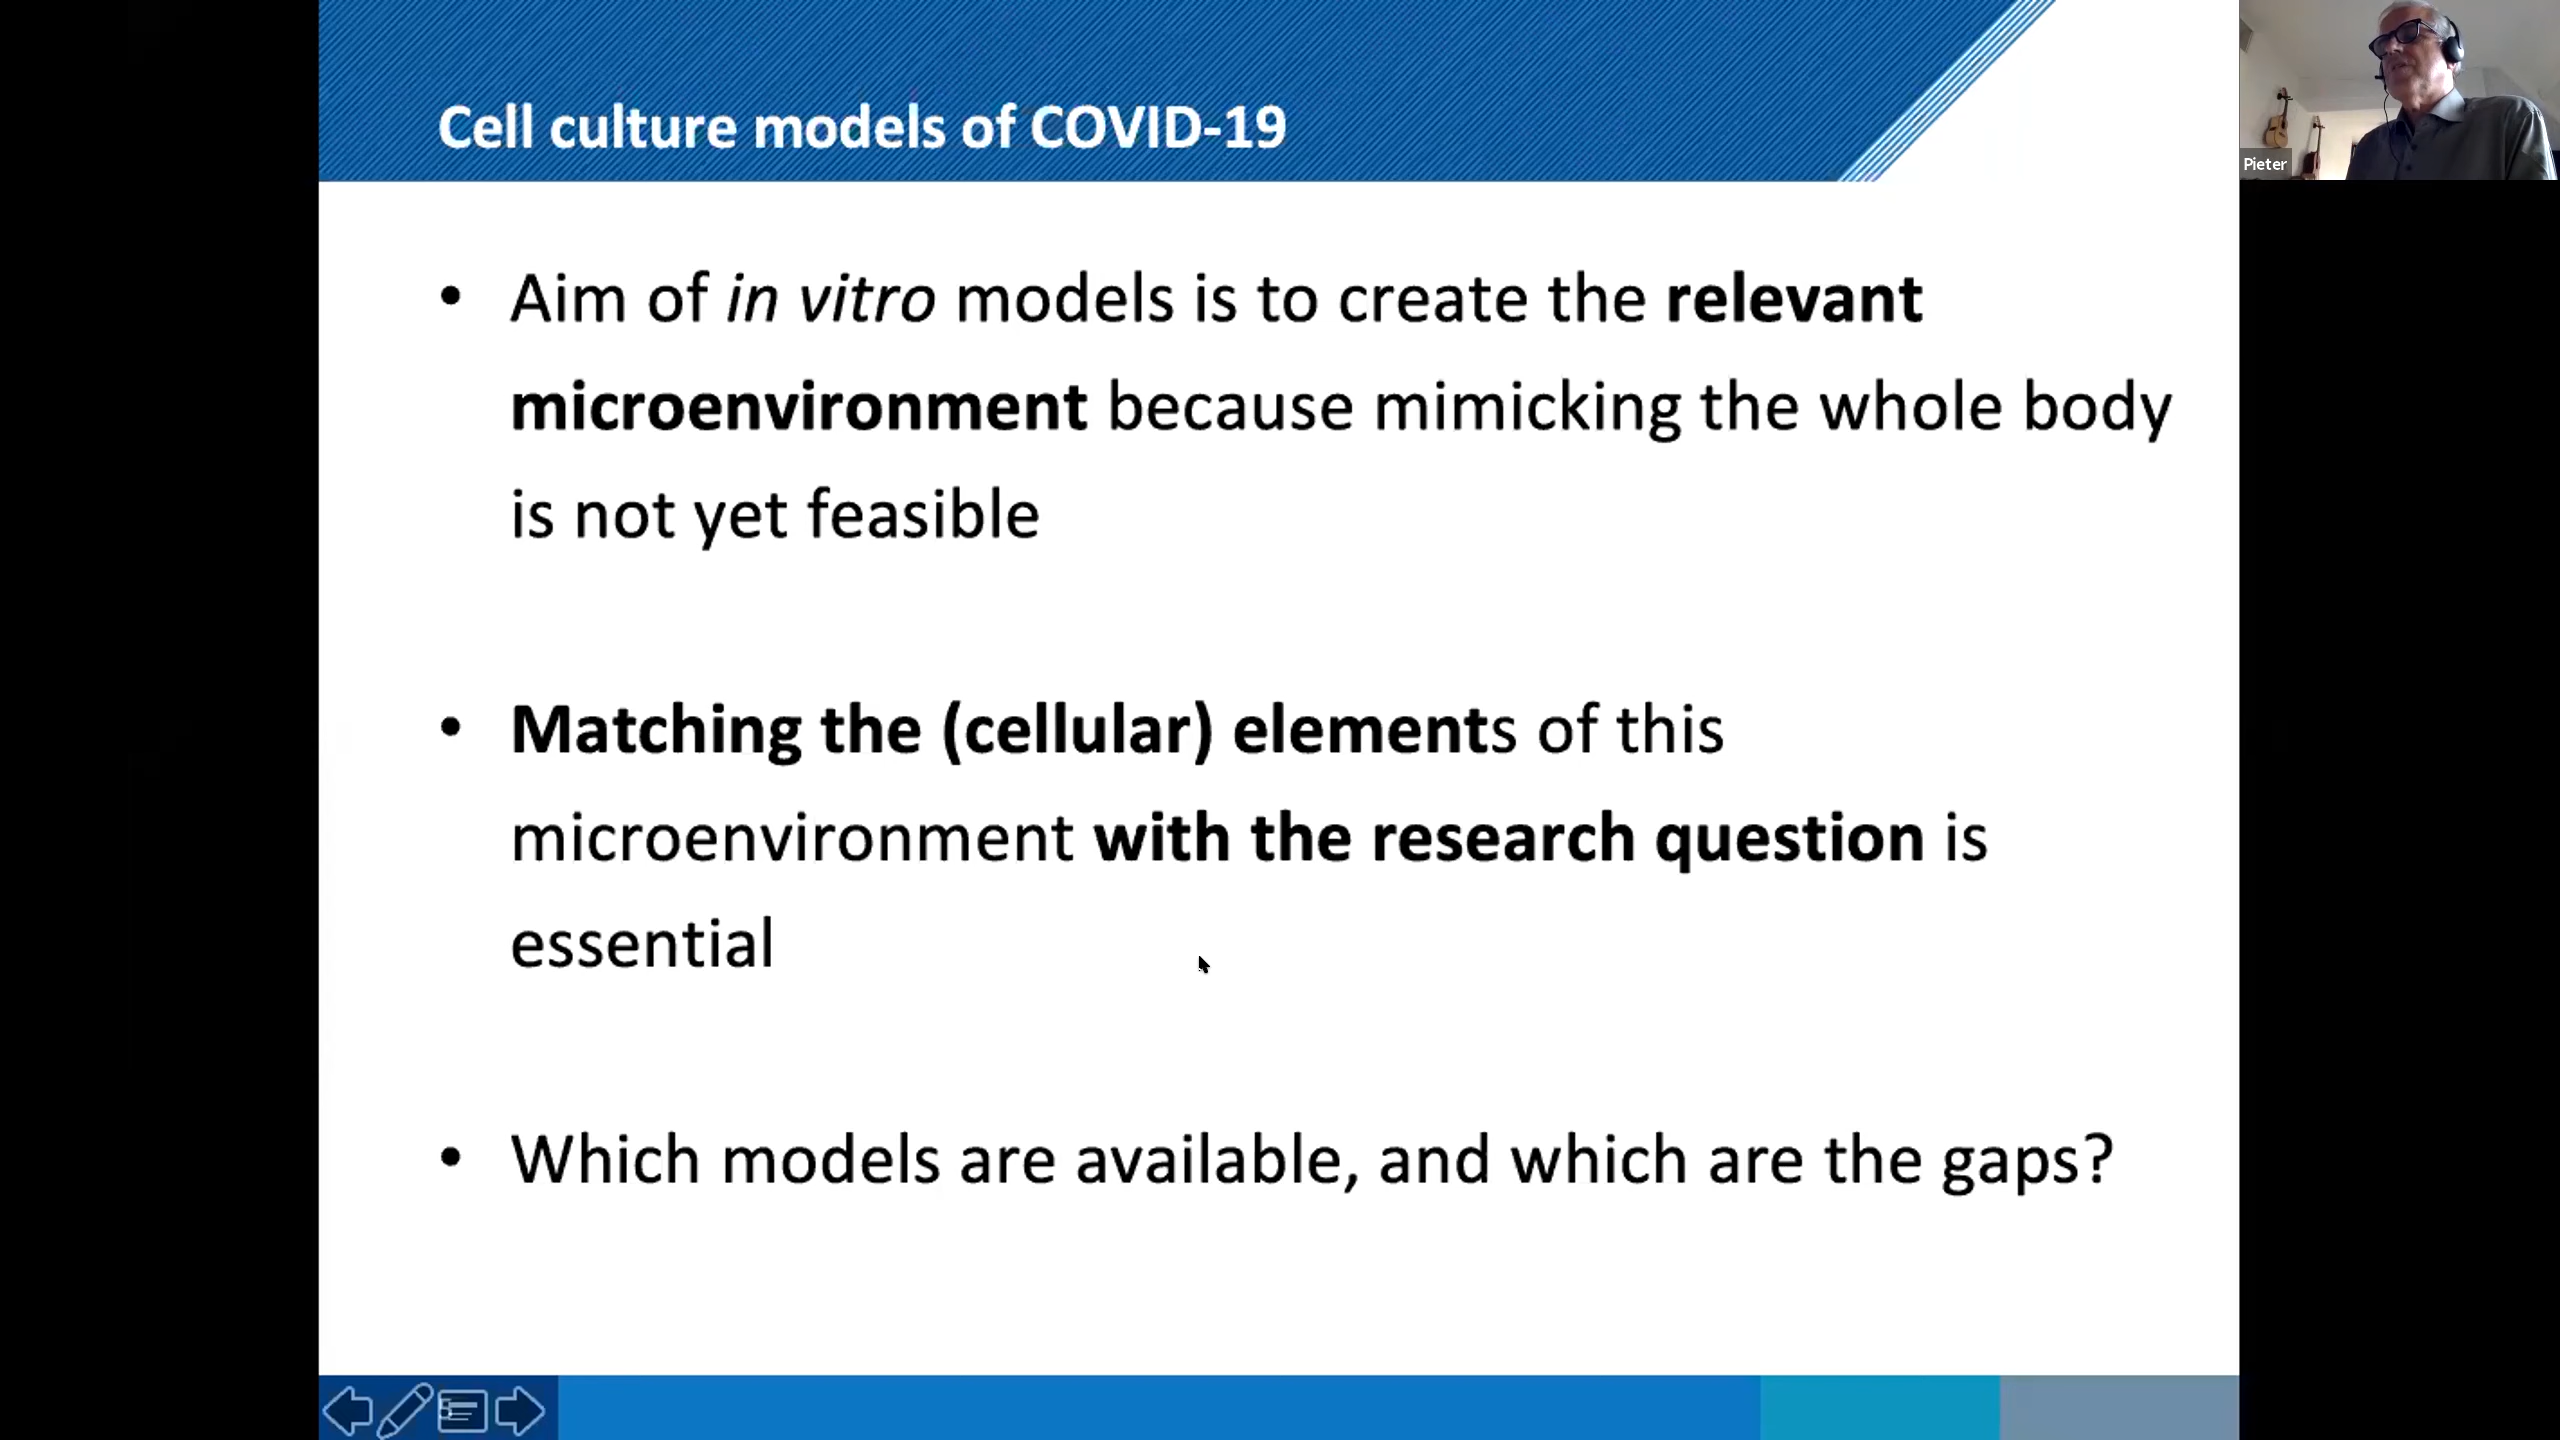 Cell culture models of COVID-19
Pieter
• Aim of in vitro models is to create the relevant
microenvironment because mimicking the whole body
is not yet feasible
• Matching the (cellular) elements of this
microenvironment with the research question is
essential
• Which models are available, and which are the gaps?